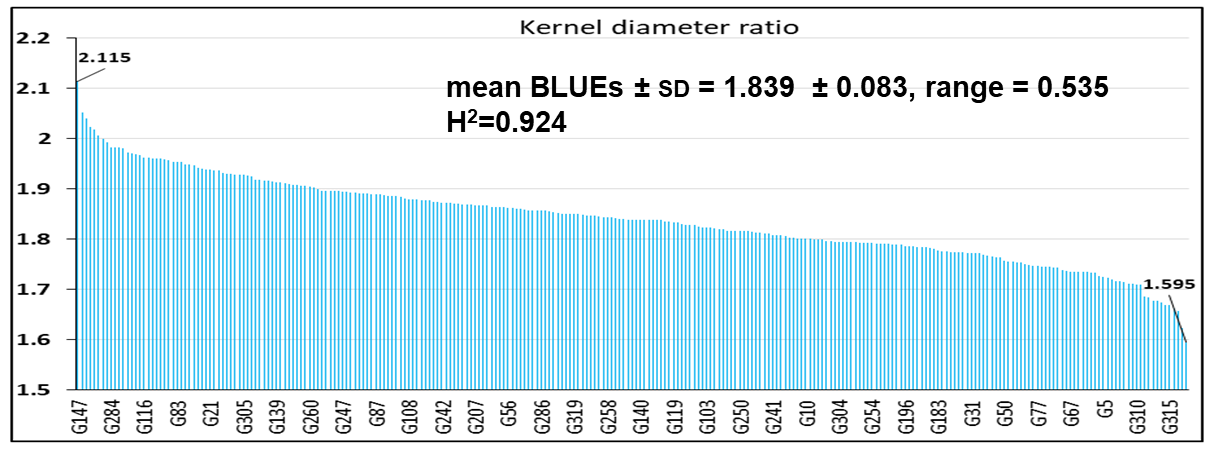 Kernel diameter ratio
2.2
2.115
mean BLUEs ± SD = 1.839 ± 0.083, range = 0.535
H²=0.924
2.1
2
1.9
1.8
1.7
1.595
1.6
1.5
G147 G284 G116 G83 G21 G305 G139 G260 G247 G87 G108 G242 G207 G56 G286 G319 G258 G140 G119 G103 G250 G241 G10 G304 G254 G196 G183 G31 G50 G77 G67 G5 G310 G315